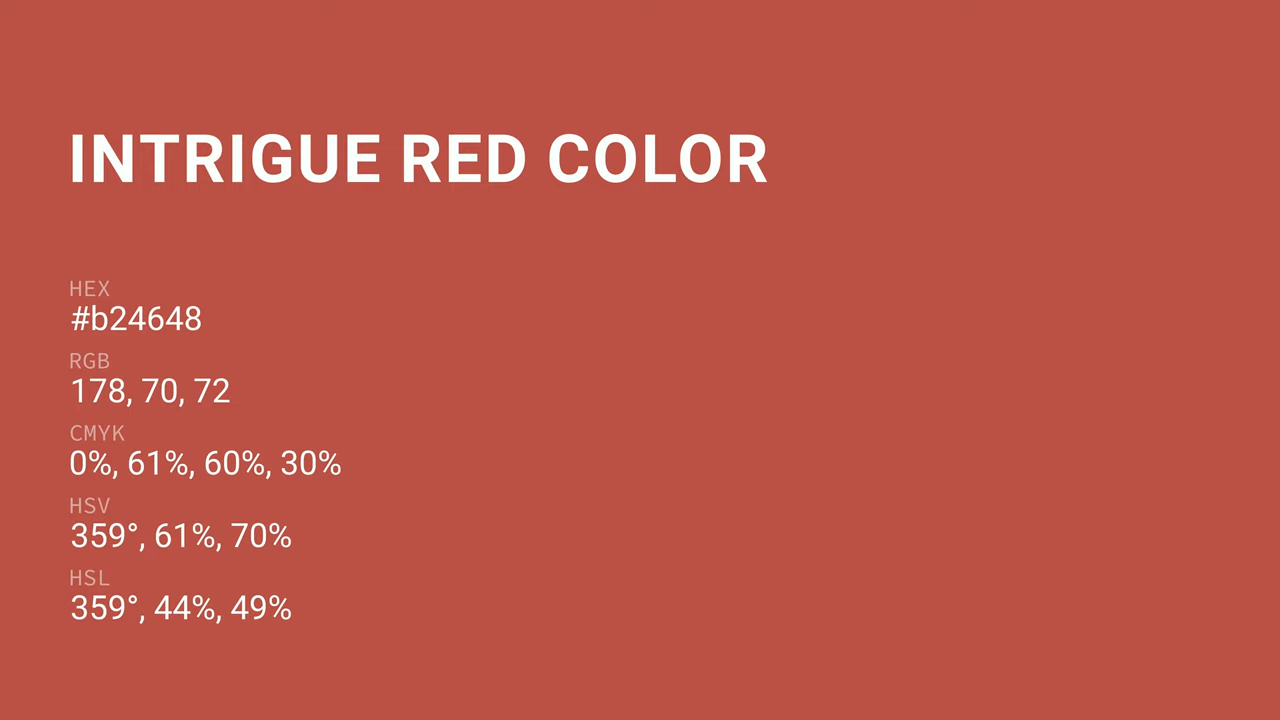 INTRIGUE RED COLOR
HEX
#b24648
RGB
178, 70, 72
CMYK
0%, 61%, 60%, 30%
HSV
359°, 61%, 70%
HSL
359°, 44%, 49%